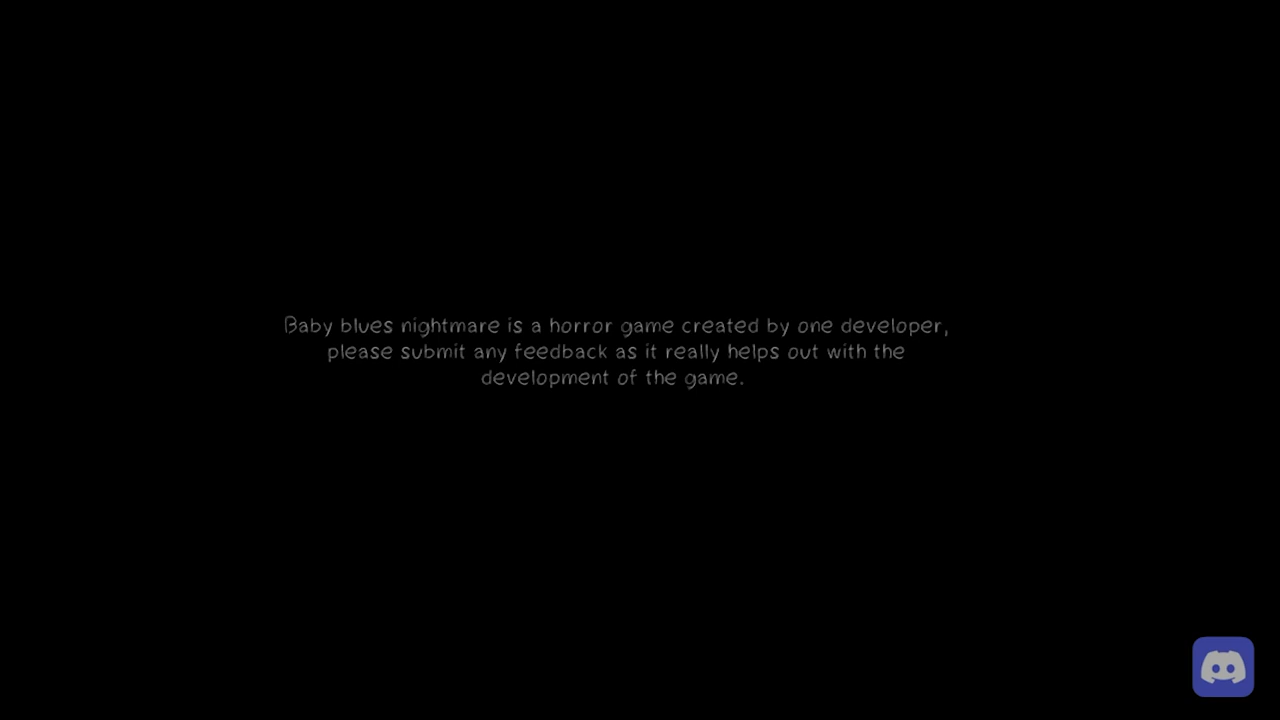 Baby blues nightmare is a horror game created by one developer,
please submit any feedback as it really helps out with the
development of the game.